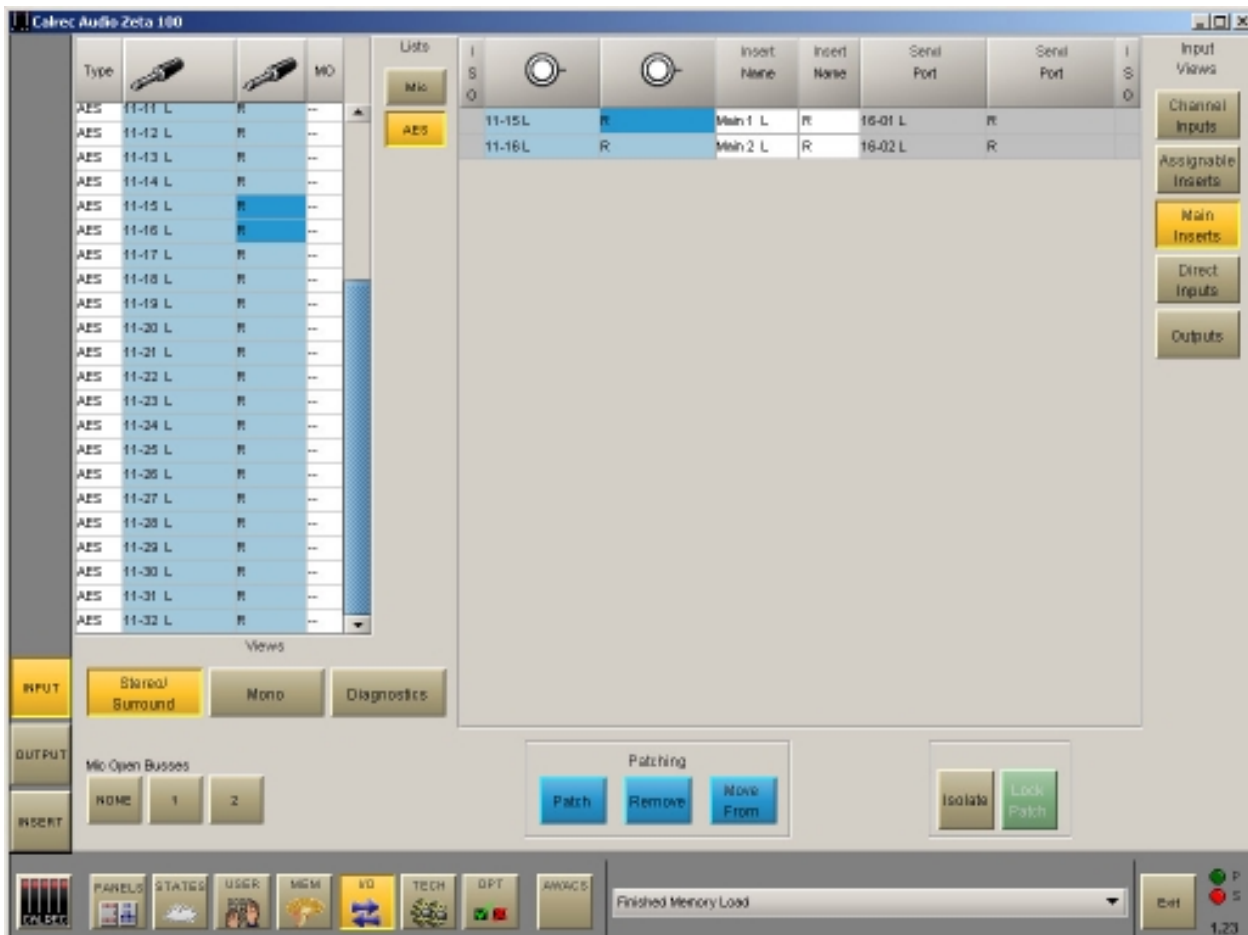 Calrec Audio Zeta 100
Type MO
AES 11-11 L R --
AES 11-12 L R --
AES 11-13 L R --
AES 11-14 L R --
AES 11-15 L R --
AES 11-16 L R --
AES 11-17 L R --
AES 11-18 L R --
AES 11-19 L R --
AES 11-20 L R --
AES 11-21 L R --
AES 11-22 L R --
AES 11-23 L R --
AES 11-24 L R --
AES 11-25 L R --
AES 11-26 L R --
AES 11-27 L R --
AES 11-28 L R --
AES 11-29 L R --
AES 11-30 L R --
AES 11-31 L R --
AES 11-32 L R --
Lists
Mic
AES
ISO Insert Name Insert Name Send Port Send Port ISO
11-15 L R Main 1 L R 16-01 L R
11-16 L R Main 2 L R 16-02 L R
Input
Views
Channel
Inputs
Assignable
Inserts
Main
Inserts
Direct
Inputs
Outputs
Views
Stereo/
Surround
Mono
Diagnostics
INPUT
OUTPUT
INSERT
Mic Open Busses
NONE 1 2
Patching
Patch
Remove
Move
From
Isolate
Lock
Patch
CALREC
PANELS STATES USER MEM I/O TECH OPT AWACS
Finished Memory Load
Exit
P
S
1.23